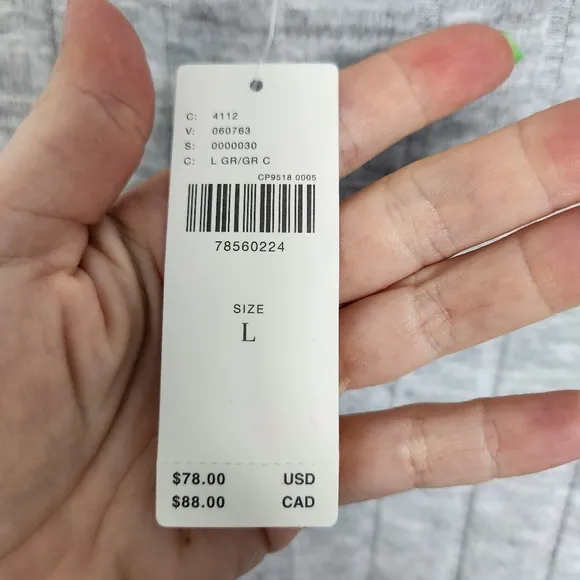 C: 4112
V: 060763
S: 0000030
C: L GR/GR C
CP9518 0005
78560224
SIZE
L
$78.00 USD
$88.00 CAD